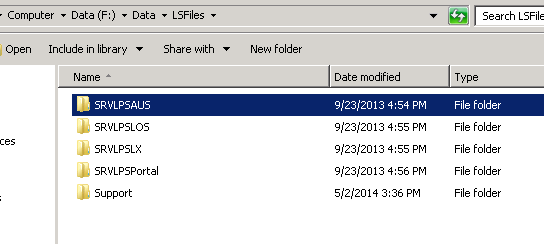 Computer ▸ Data (F:) ▸ LSFiles ▸ Search LSFile
Open Include in library Share with New folder
Name Date modified Type
SRVLPSAUS 9/23/2013 4:54 PM File folder
SRVLPSLOS 9/23/2013 4:55 PM File folder
ces SRVLPSLX 9/23/2013 4:55 PM File folder
SRVLPSPortal 9/23/2013 4:56 PM File folder
Support 5/2/2014 3:36 PM File folder